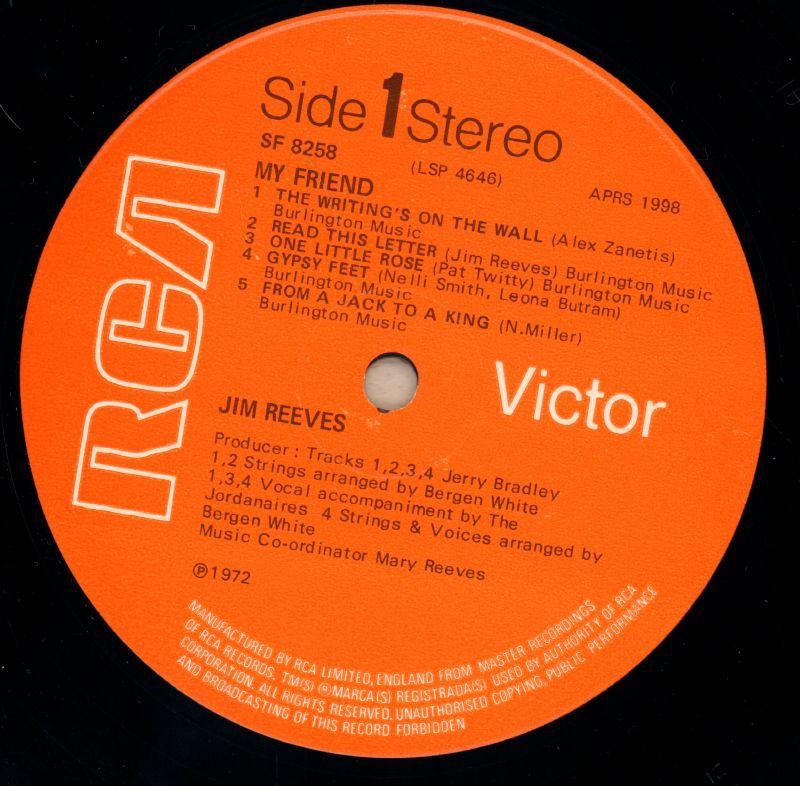 Side 1 Stereo
SF 8258
(LSP 4646)
APRS 1998
MY FRIEND
1 THE WRITING'S ON THE WALL (Alex Zanetis)
Burlington Music
2 READ THIS LETTER (Jim Reeves) Burlington Music
3 ONE LITTLE ROSE (Pat Twitty) Burlington Music
4 GYPSY FEET (Nelli Smith, Leona Butram)
Burlington Music
5 FROM A JACK TO A KING (N.Miller)
Burlington Music
RCA
Victor
JIM REEVES
Producer : Tracks 1,2,3,4 Jerry Bradley
1,2 Strings arranged by Bergen White
1,3,4 Vocal accompaniment by The
Jordanaires 4 Strings & Voices arranged by
Bergen White
Music Co-ordinator Mary Reeves
℗1972
MANUFACTURED BY RCA LIMITED, ENGLAND FROM MASTER RECORDINGS
OF RCA RECORDS. TM(S) ® MARCA(S) REGISTRADA(S) USED BY AUTHORITY OF RCA
CORPORATION. ALL RIGHTS RESERVED. UNAUTHORISED COPYING, PUBLIC PERFORMANCE
AND BROADCASTING OF THIS RECORD FORBIDDEN